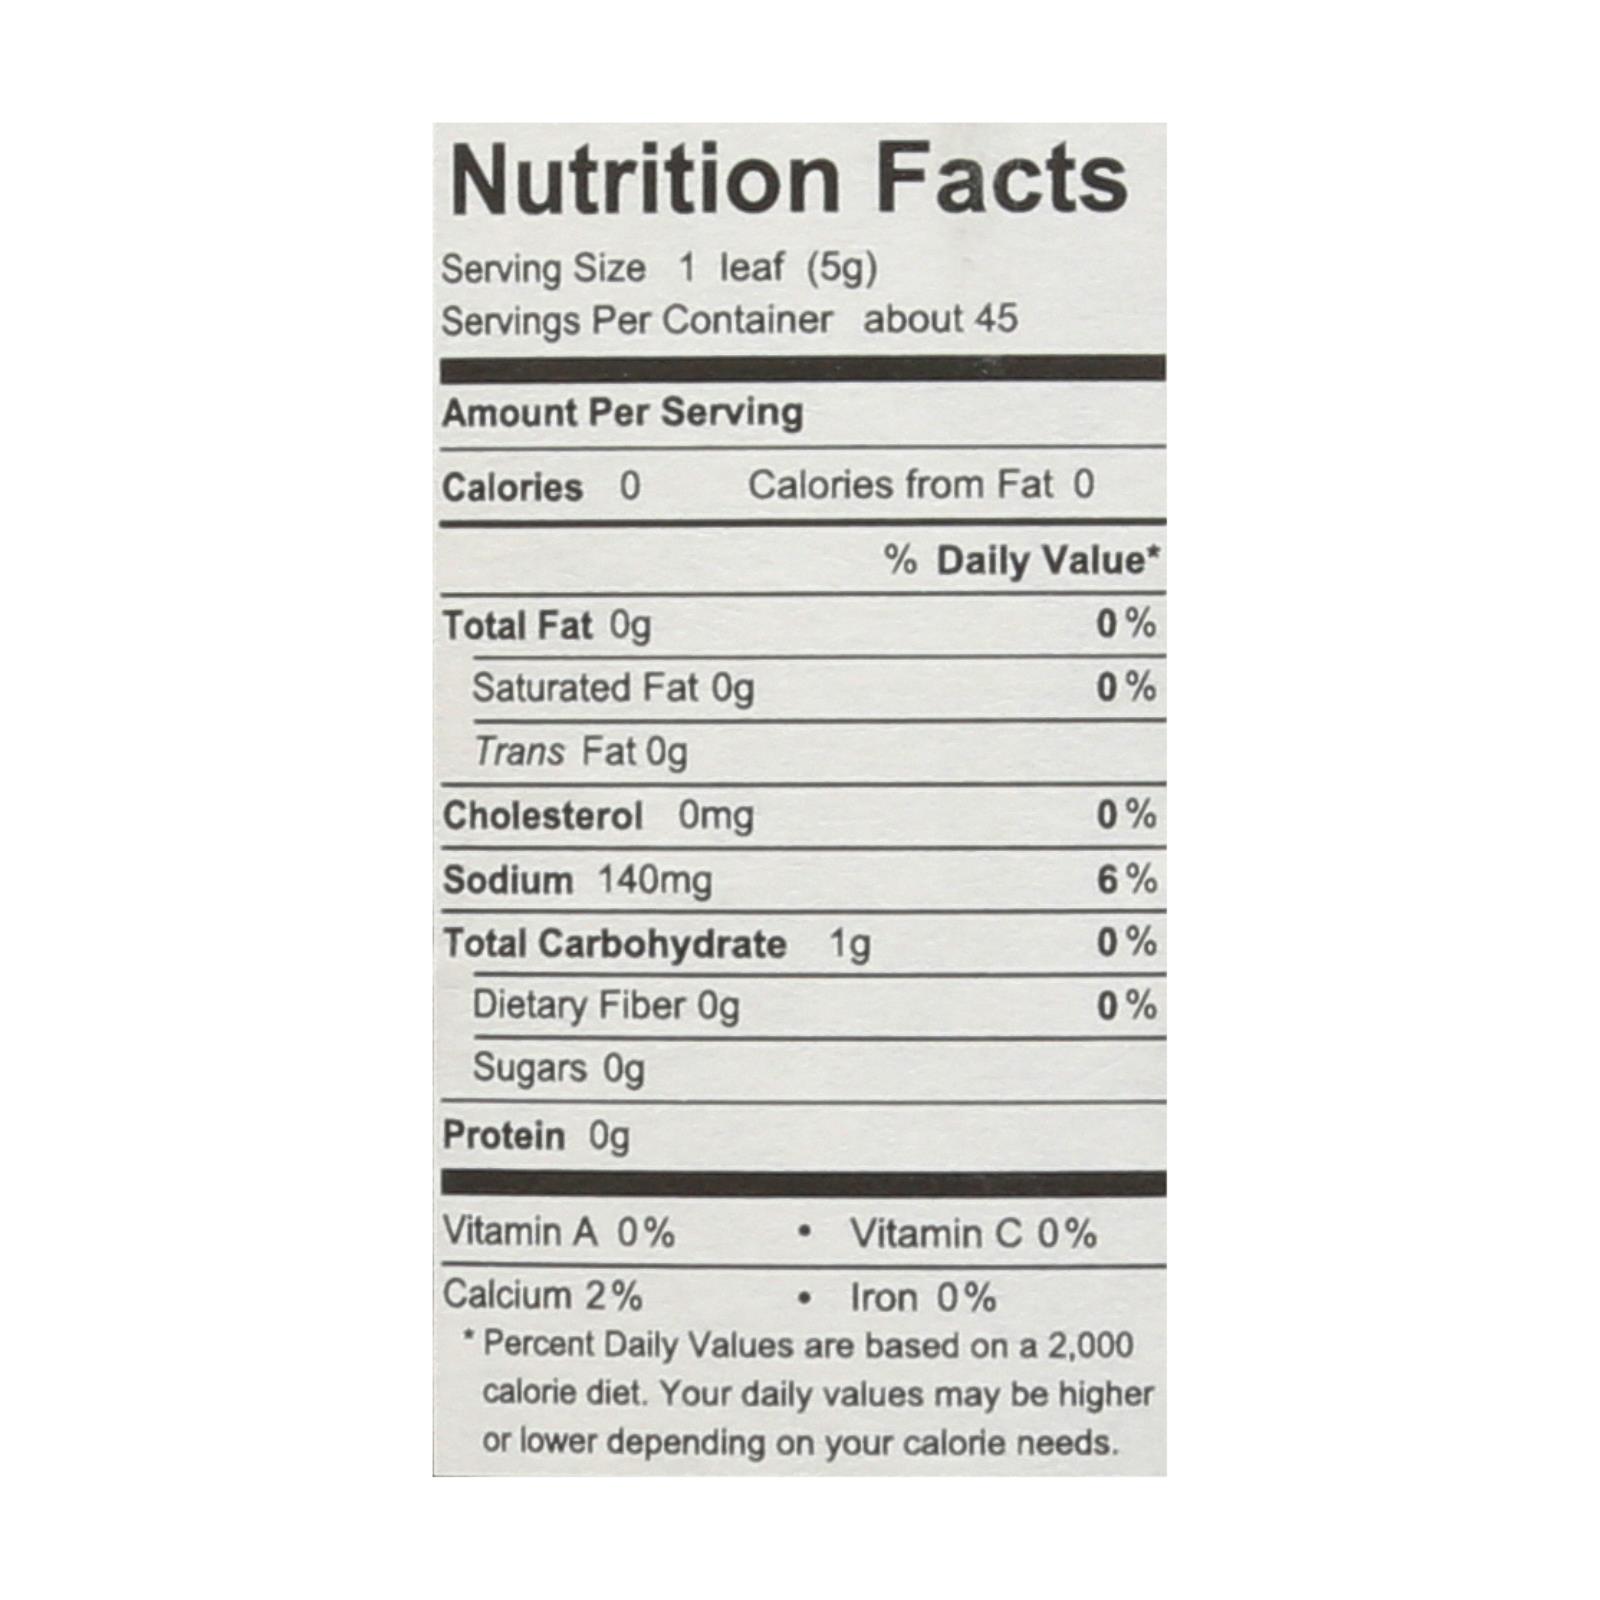 Nutrition Facts
Serving Size 1 leaf (5g)
Servings Per Container about 45
Amount Per Serving
Calories 0 Calories from Fat 0
% Daily Value*
Total Fat 0g 0%
Saturated Fat 0g 0%
Trans Fat 0g
Cholesterol 0mg 0%
Sodium 140mg 6%
Total Carbohydrate 1g 0%
Dietary Fiber 0g 0%
Sugars 0g
Protein 0g
Vitamin A 0% • Vitamin C 0%
Calcium 2% • Iron 0%
* Percent Daily Values are based on a 2,000
calorie diet. Your daily values may be higher
or lower depending on your calorie needs.